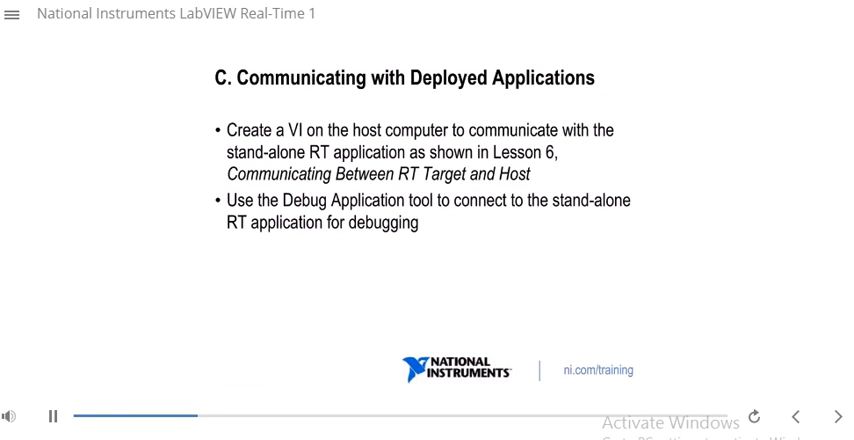 National Instruments LabVIEW Real-Time 1
C. Communicating with Deployed Applications
• Create a VI on the host computer to communicate with the
stand-alone RT application as shown in Lesson 6,
Communicating Between RT Target and Host
• Use the Debug Application tool to connect to the stand-alone
RT application for debugging
NATIONAL
INSTRUMENTS
ni.com/training
Activate Windows